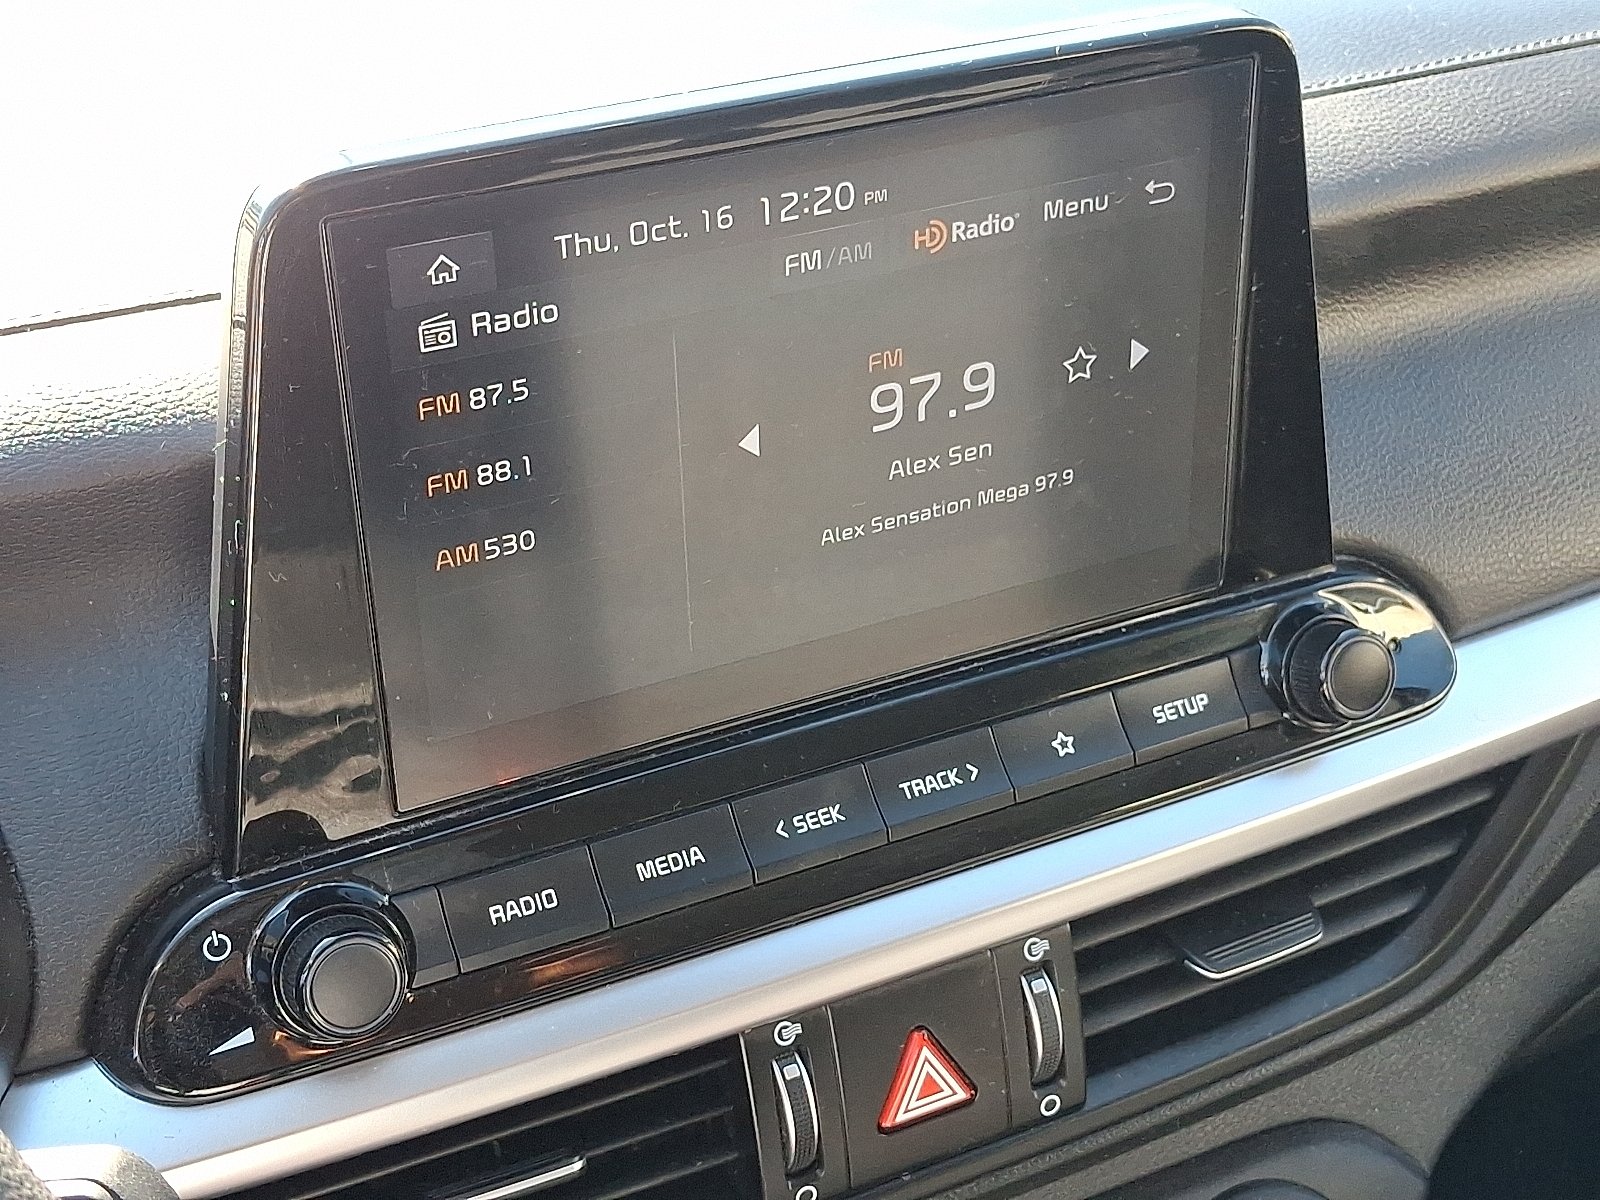 Thu, Oct. 16 12:20 PM
FM/AM HD Radio Menu
Radio
FM 87.5
FM 88.1
AM 530
FM
97.9
Alex Sen
Alex Sensation Mega 97.9
RADIO MEDIA < SEEK TRACK > SETUP